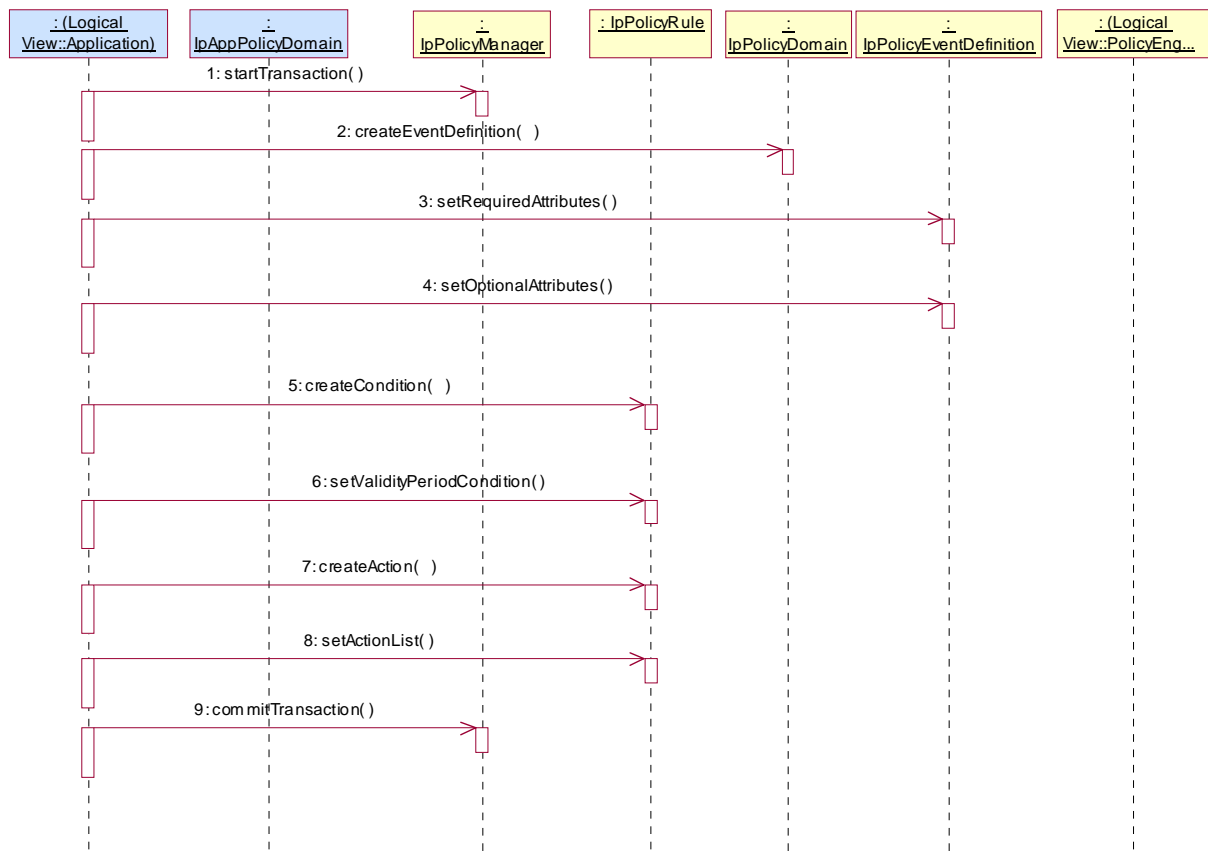 : (Logical
View::Application)
:
IpAppPolicyDomain
:
IpPolicyManager
: IpPolicyRule
:
IpPolicyDomain
:
IpPolicyEventDefinition
: (Logical
View::PolicyEng...
1: startTransaction( )
2: createEventDefinition(  )
3: setRequiredAttributes( )
4: setOptionalAttributes( )
5: createCondition(  )
6: setValidityPeriodCondition( )
7: createAction(  )
8: setActionList( )
9: commitTransaction( )